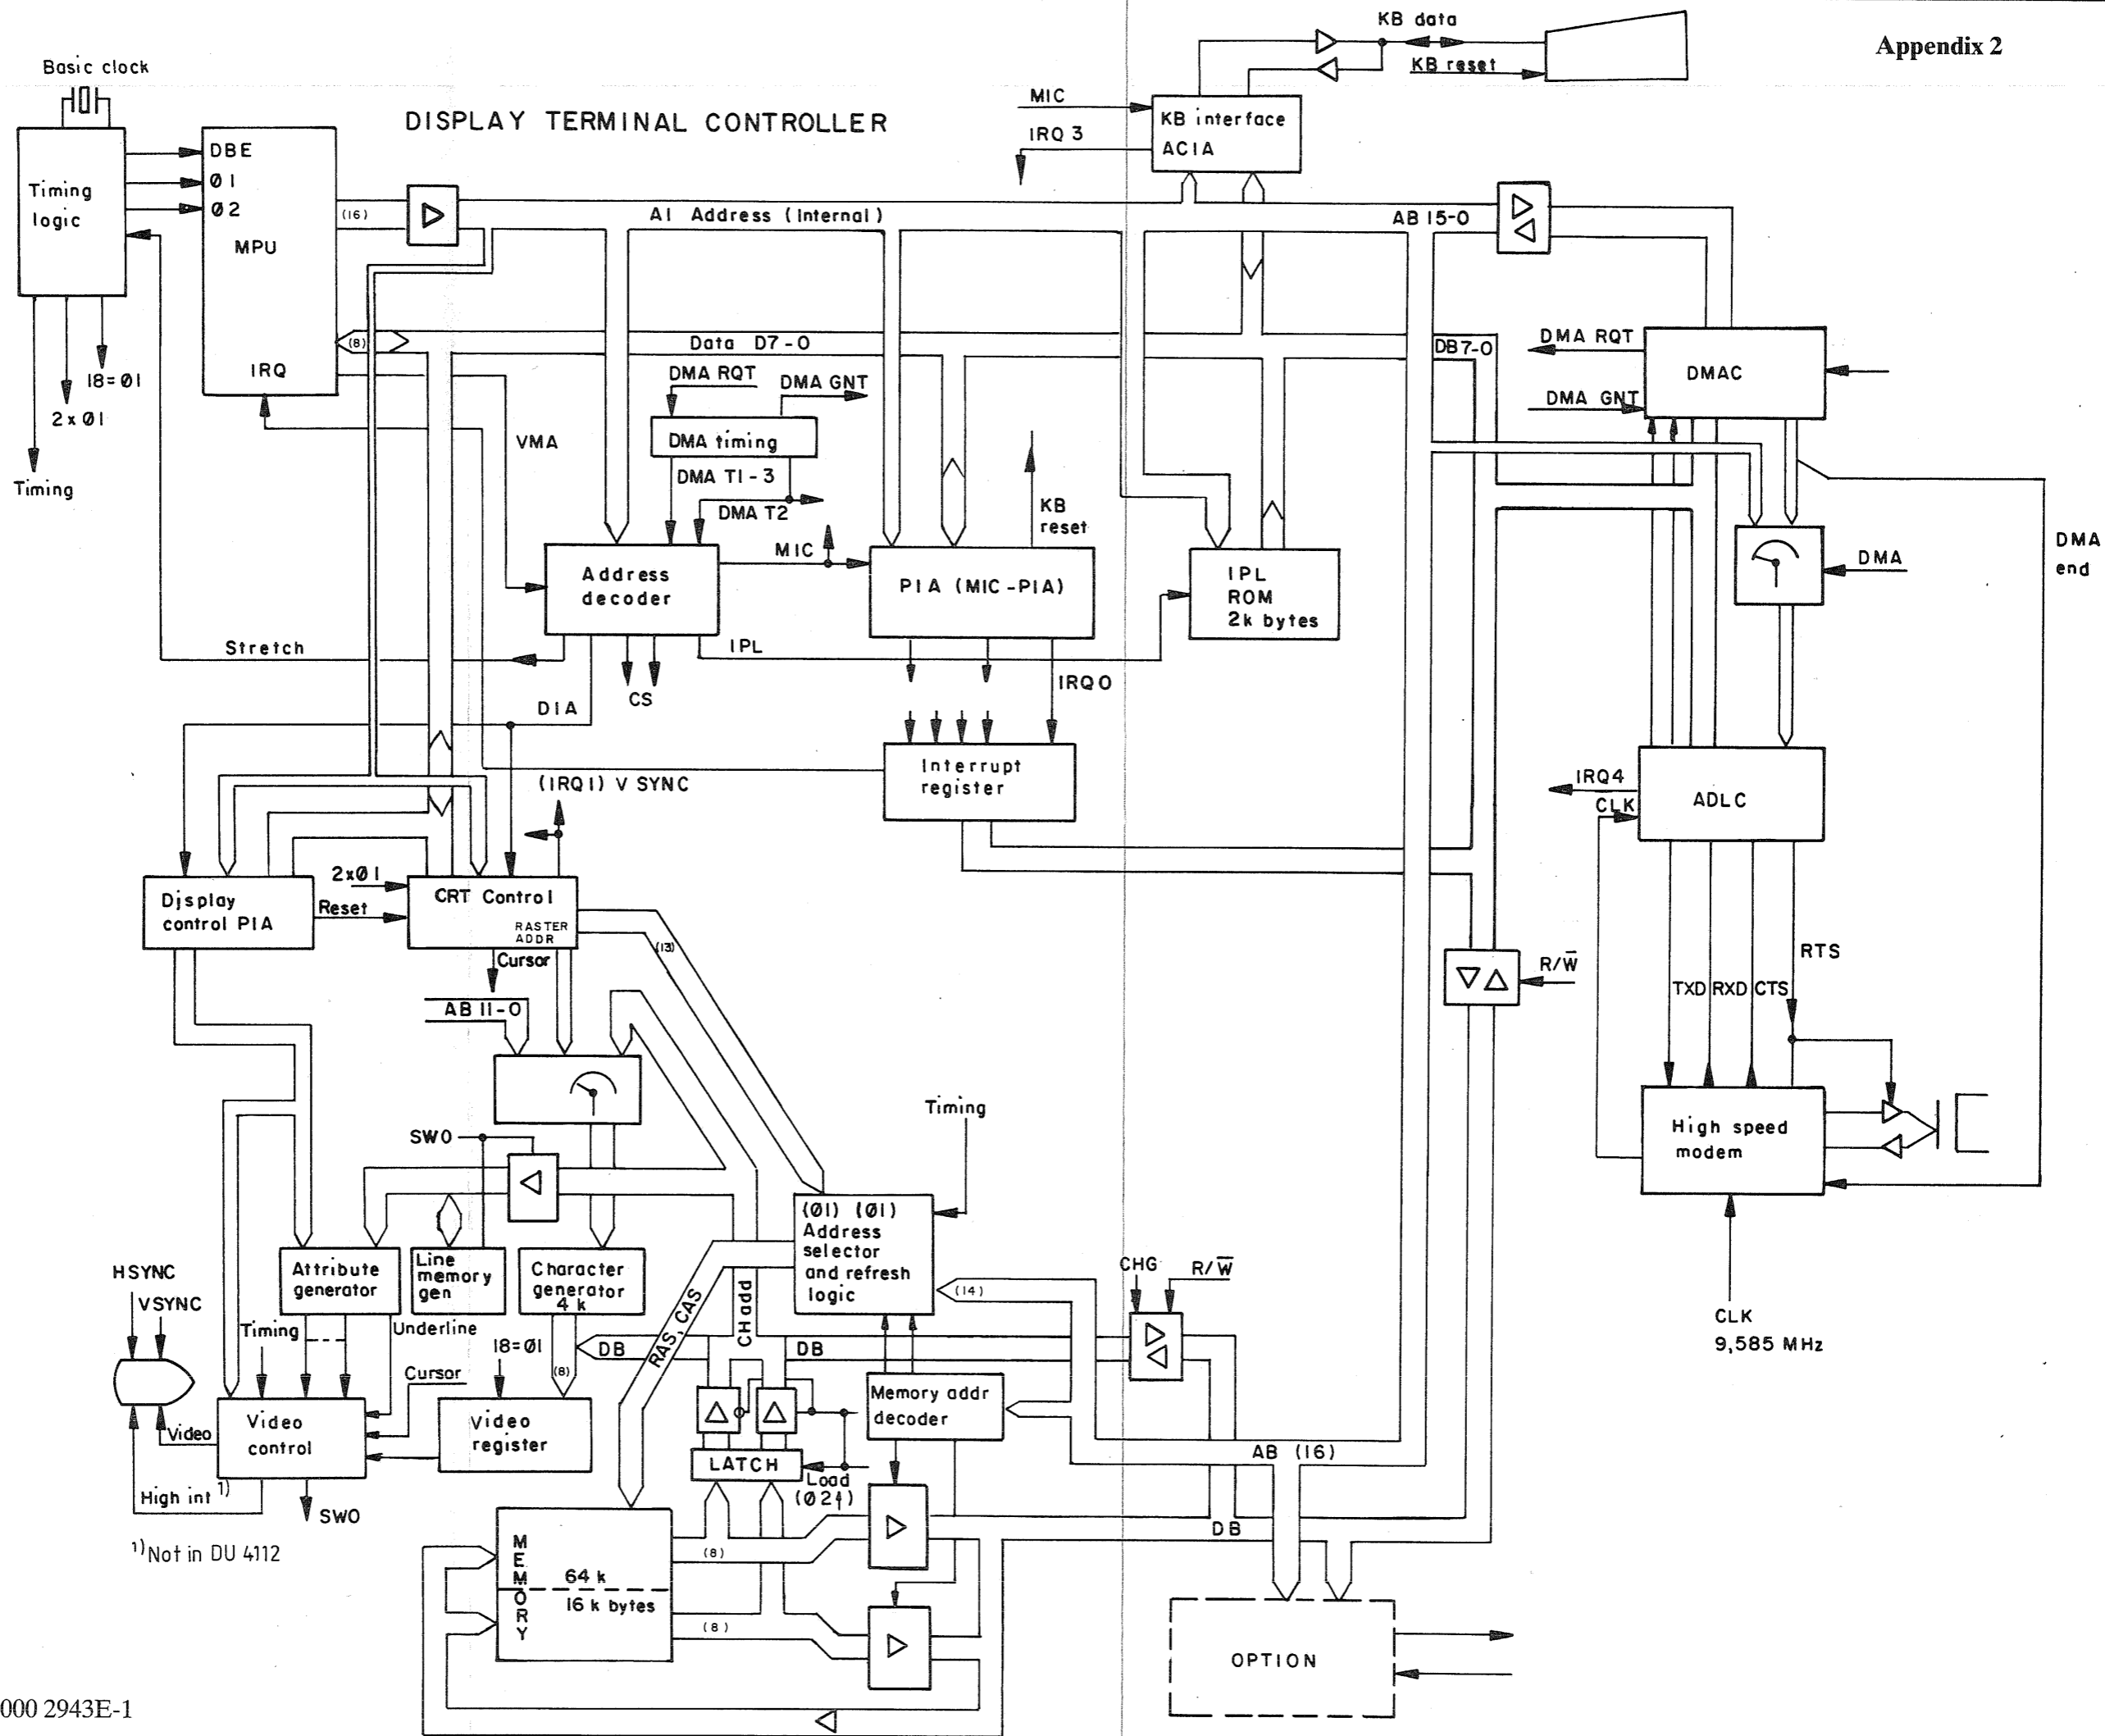 Appendix 2
KB data
KB reset
Basic clock
DISPLAY TERMINAL CONTROLLER
MIC
IRQ 3
KB interface
ACIA
Timing
logic
DBE
Ø1
Ø2
MPU
IRQ
(16)
A1 Address (Internal)
AB 15-0
(8)
Data D7-0
DB7-0
18=Ø1
2xØ1
Timing
VMA
DMA RQT
DMA GNT
DMA timing
DMA T1-3
DMA T2
DMA RQT
DMA GNT
DMAC
KB
reset
MIC
Address
decoder
PIA (MIC-PIA)
IPL
ROM
2k bytes
DMA
DMA
end
Stretch
IPL
CS
DIA
IRQ0
(IRQ1) V SYNC
Interrupt
register
IRQ4
CLK
ADLC
2xØ1
Reset
Display
control PIA
CRT Control
RASTER
ADDR
Cursor
(13)
AB 11-0
R/W̅
RTS
TXD
RXD
CTS
Timing
SWO
High speed
modem
(Ø1) (Ø1)
Address
selector
and refresh
logic
Attribute
generator
Line
memory
gen
Character
generator
4 k
HSYNC
VSYNC
Timing
Underline
18=Ø1
Cursor
(8)
DB
RAS, CAS
CHadd
DB
(14)
CHG
R/W̅
CLK
9,585 MHz
Memory addr
decoder
Video
Video
control
Video
register
LATCH
Load
(Ø2↑)
AB (16)
High int 1)
SWO
1) Not in DU 4112
MEMORY
64 k
16 k bytes
(8)
(8)
DB
OPTION
000 2943E-1